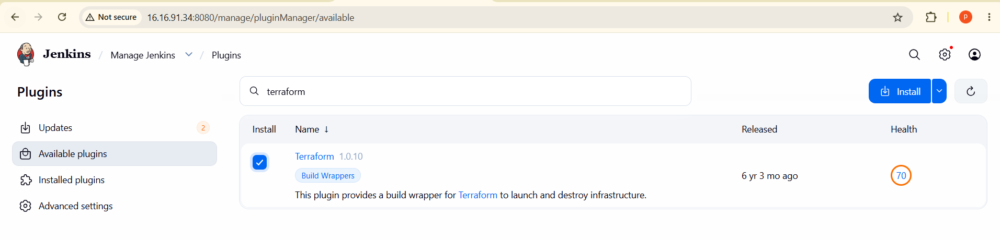 Not secure 16.16.91.34:8080/manage/pluginManager/available P
Jenkins / Manage Jenkins / Plugins
Plugins
terraform
Install
Updates 2
Available plugins
Installed plugins
Advanced settings
Install Name ↓ Released Health
Terraform 1.0.10
Build Wrappers
This plugin provides a build wrapper for Terraform to launch and destroy infrastructure.
6 yr 3 mo ago
70